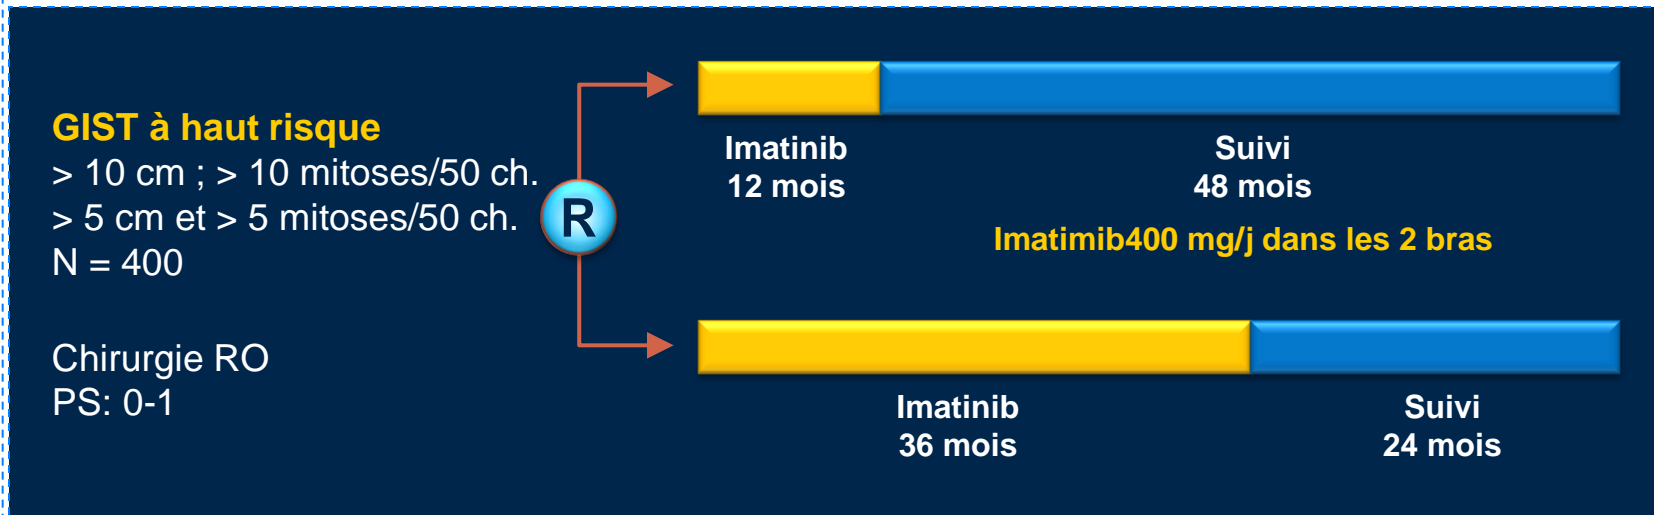 GIST à haut risque
> 10 cm ; > 10 mitoses/50 ch.
> 5 cm et > 5 mitoses/50 ch.
N = 400
Chirurgie RO
PS: 0-1
R
Imatinib
12 mois
Suivi
48 mois
Imatimib400 mg/j dans les 2 bras
Imatinib
36 mois
Suivi
24 mois